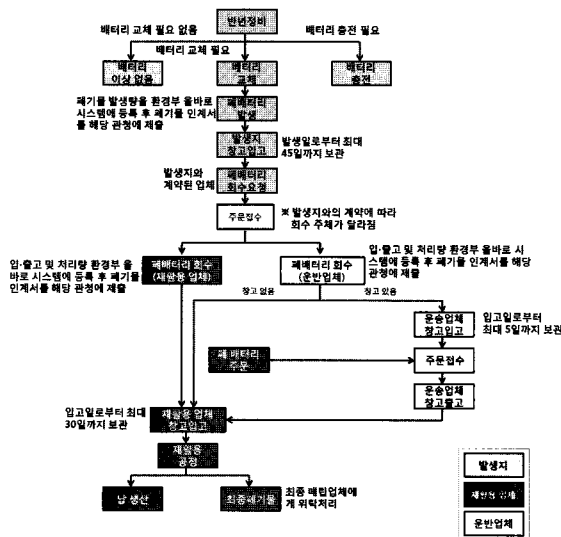 반년정비
배터리 교체 필요 없음
배터리 충전 필요
배터리 교체 필요
배터리
이상 없음
배터리
교체
배터리
충전
폐기물 발생량을 환경부 올바로
시스템에 등록 후 폐기물 인계서
를 해당 관청에 제출
폐배터리
발생
발생지
창고입고
발생일로부터 최대
45일까지 보관
발생지와
계약된 업체
폐배터리
회수요청
주문접수
※ 발생지와의 계약에 따라
회수 주체가 달라짐
입·출고 및 처리량 환경부 올
바로 시스템에 등록 후 폐기물
인계서를 해당 관청에 제출
폐배터리 회수
(재활용 업체)
폐배터리 회수
(운반업체)
입·출고 및 처리량 환경부 올바로 시
스템에 등록 후 폐기물 인계서를 해당
관청에 제출
창고 없음
창고 있음
운송업체
창고입고
입고일로부터
최대 5일까지 보관
폐 배터리
주문
주문접수
운송업체
창고출고
입고일로부터 최대
30일까지 보관
재활용 업체
창고입고
재활용
공정
납 생산
최종폐기물
최종 매립업체에
게 위탁처리
발생지
재활용 업체
운반업체